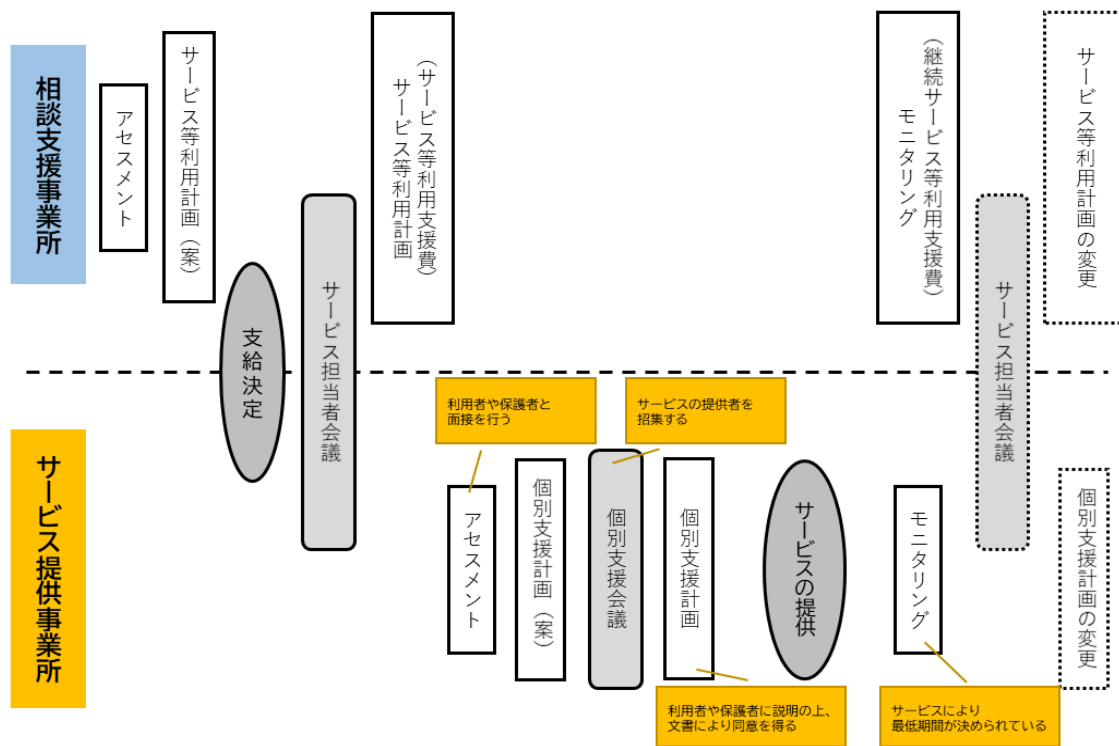 相談支援事業所
アセスメント
サービス等利用計画（案）
支給決定
サービス担当者会議
（サービス等利用支援費）
サービス等利用計画
（継続サービス等利用支援費）
モニタリング
サービス担当者会議
サービス等利用計画の変更
サービス提供事業所
利用者や保護者と
面接を行う
アセスメント
個別支援計画（案）
サービスの提供者を
招集する
個別支援会議
個別支援計画
利用者や保護者に説明の上、
文書により同意を得る
サービスの提供
モニタリング
サービスにより
最低期間が決められている
個別支援計画の変更